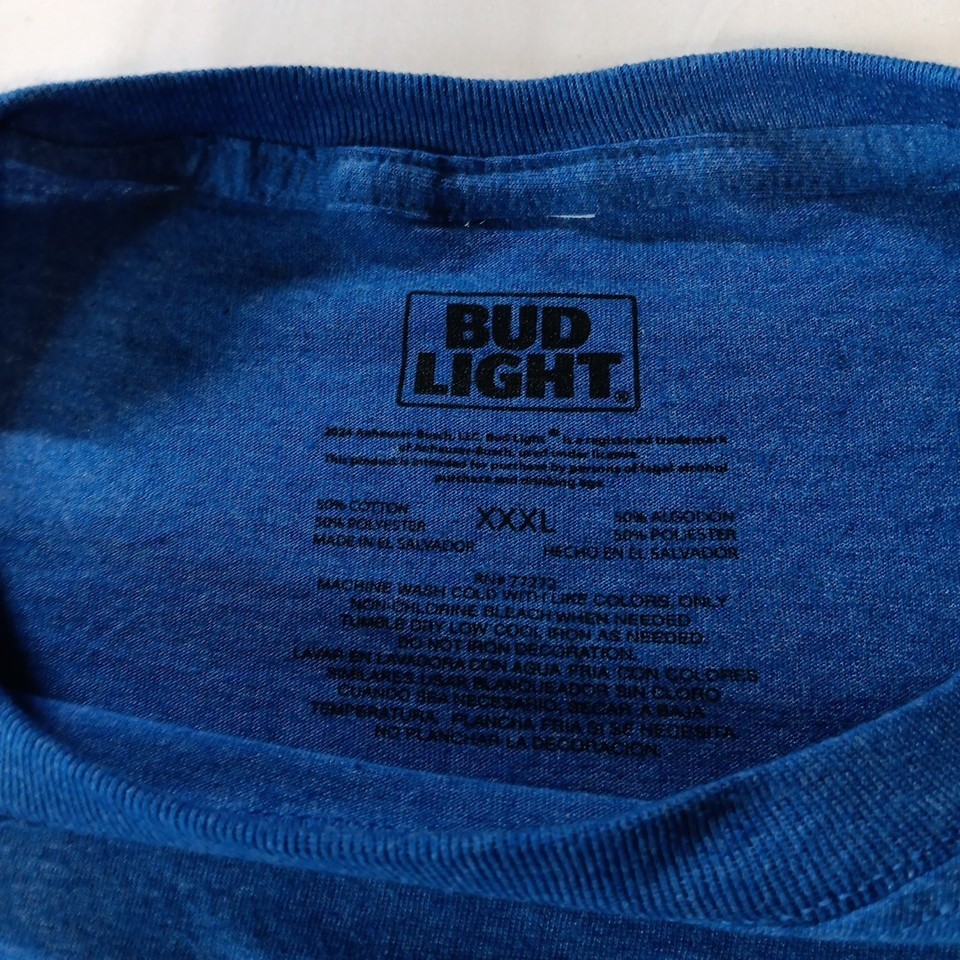 BUD
LIGHT®
2024 Anheuser-Busch, LLC, Bud Light ® is a registered trademark
of Anheuser-Busch, used under license.
This product is intended for purchase by persons of legal alcohol
purchase and drinking age
50% COTTON
50% POLYESTER
MADE IN EL SALVADOR
XXXL
50% ALGODON
50% POLIESTER
HECHO EN EL SALVADOR
RN# 77272
MACHINE WASH COLD WITH LIKE COLORS, ONLY
NON-CHLORINE BLEACH WHEN NEEDED
TUMBLE DRY LOW COOL IRON AS NEEDED.
DO NOT IRON DECORATION.
LAVAR EN LAVADORA CON AGUA FRIA CON COLORES
SIMILARES USAR BLANQUEADOR SIN CLORO
CUANDO SEA NECESARIO, SECAR A BAJA
TEMPERATURA. PLANCHA FRIA SI SE NECESITA
NO PLANCHAR LA DECORACION.